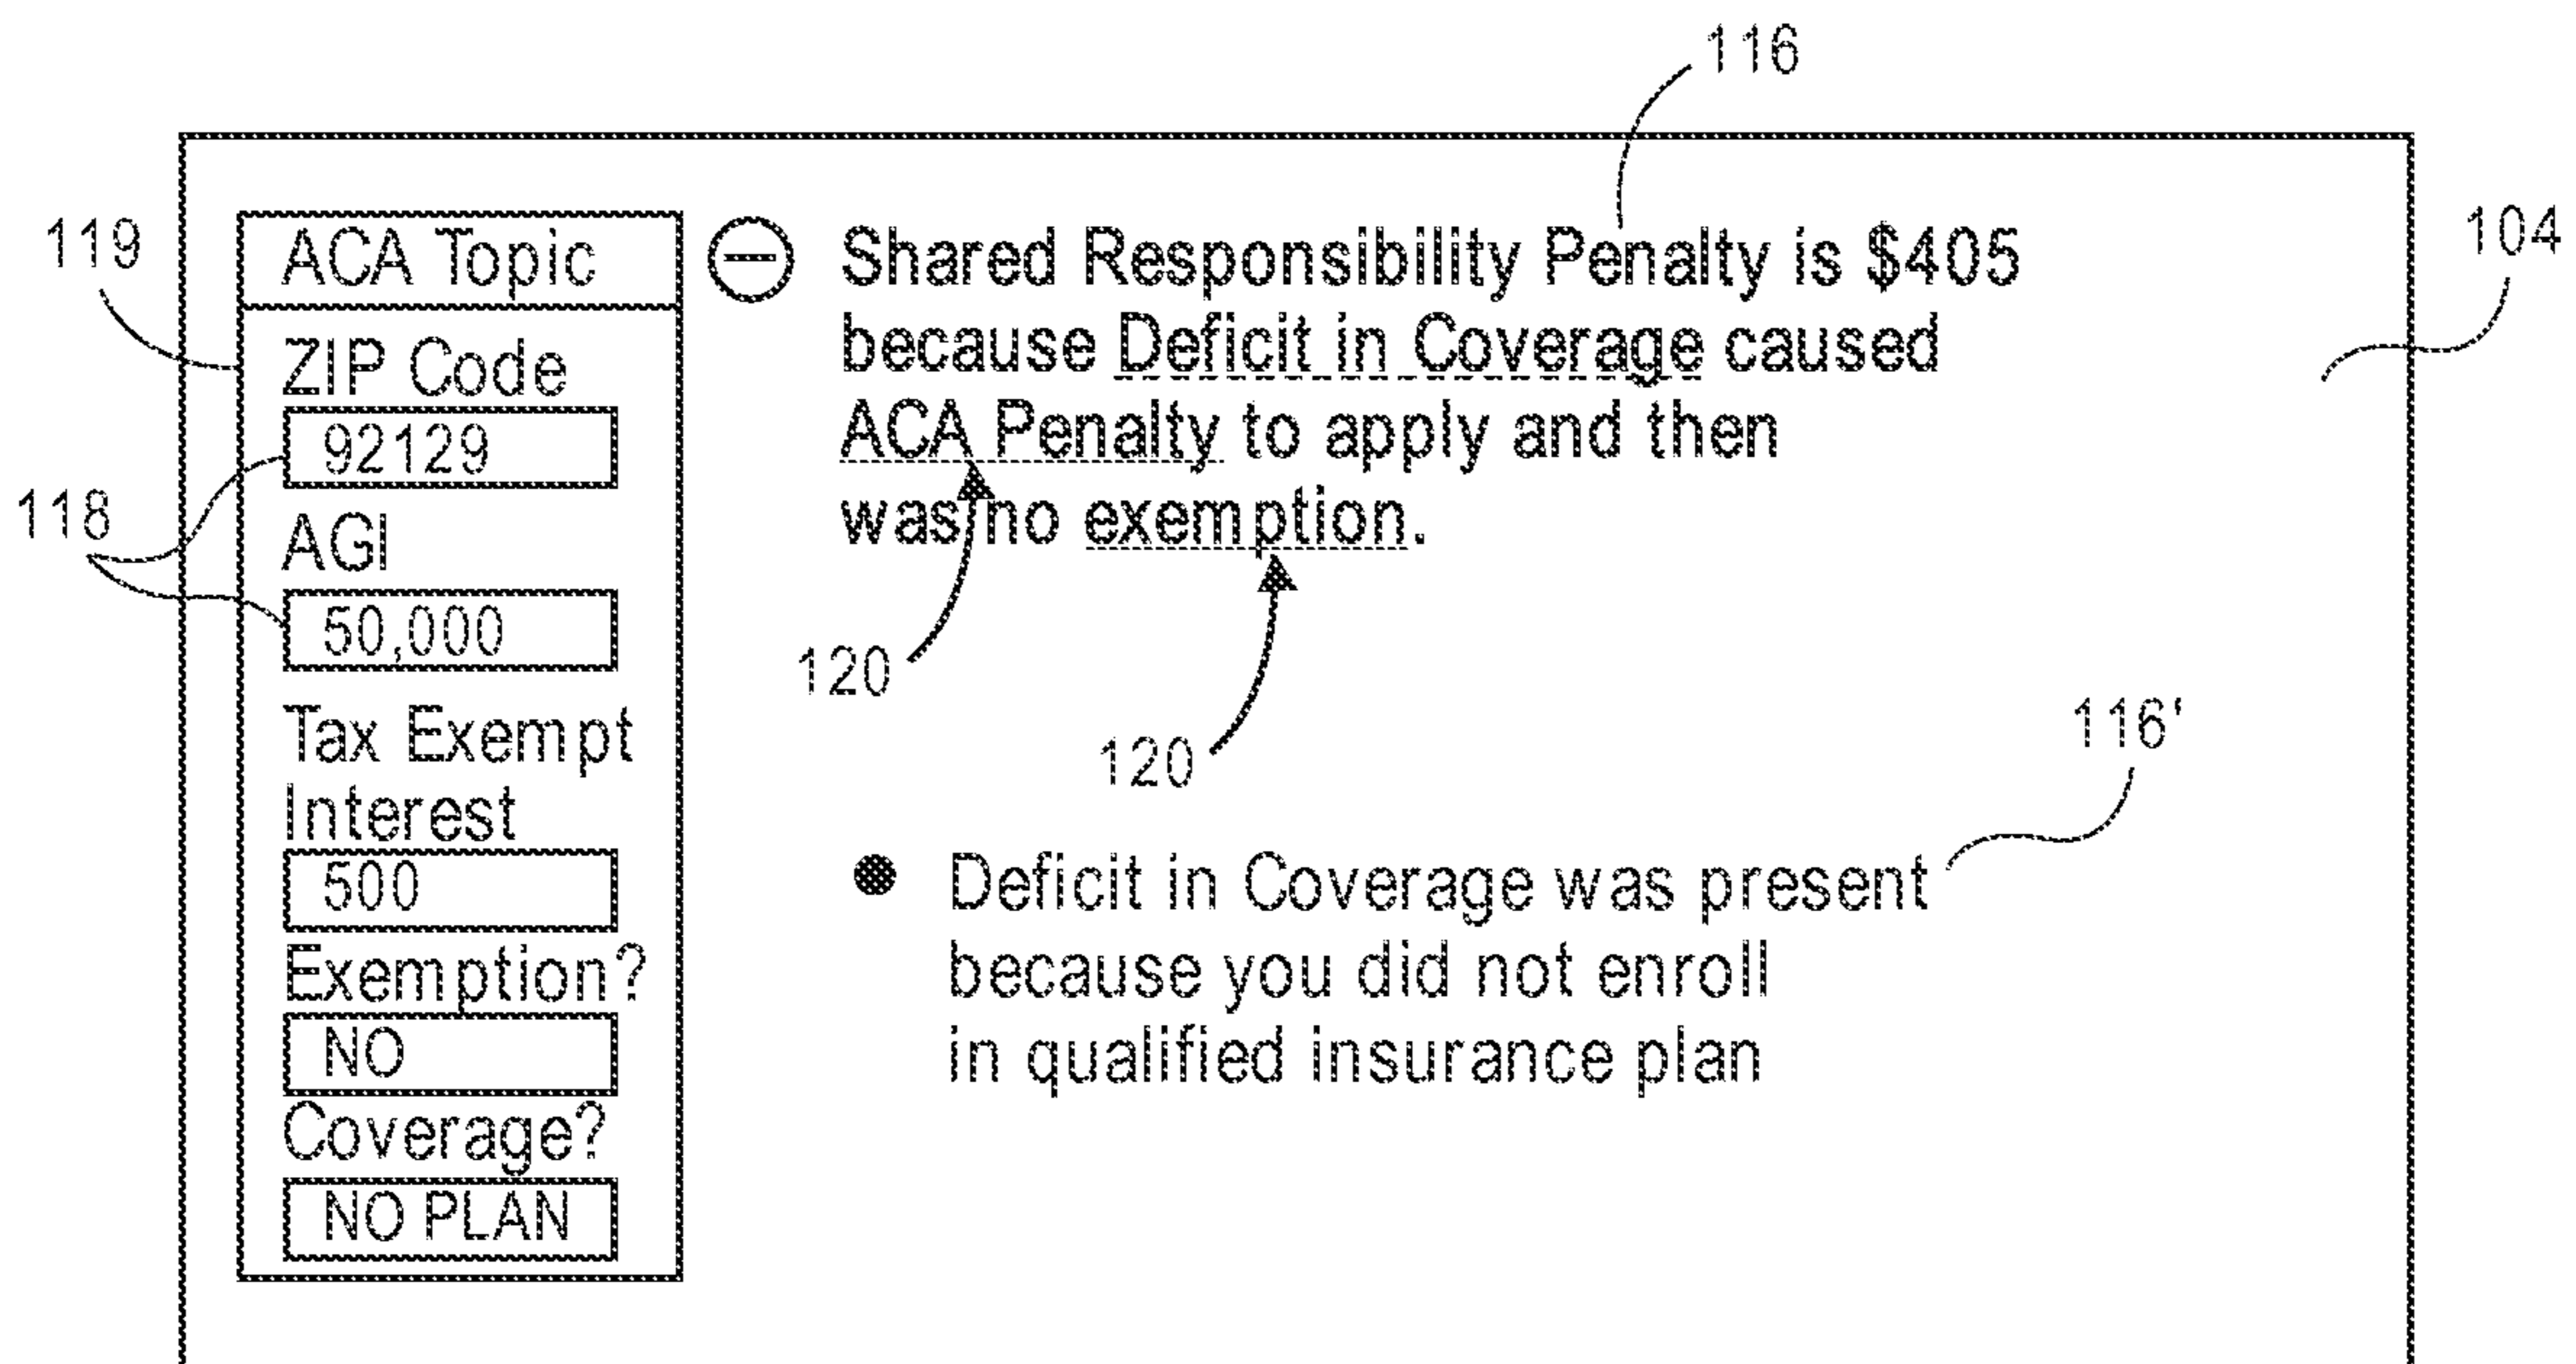 116
119
104
ACA Topic
ZIP Code
92129
118
AGI
50,000
Tax Exempt
Interest
500
Exemption?
NO
Coverage?
NO PLAN
Shared Responsibility Penalty is $405
because Deficit in Coverage caused
ACA Penalty to apply and then
was no exemption.
120
120
116'
● Deficit in Coverage was present
because you did not enroll
in qualified insurance plan